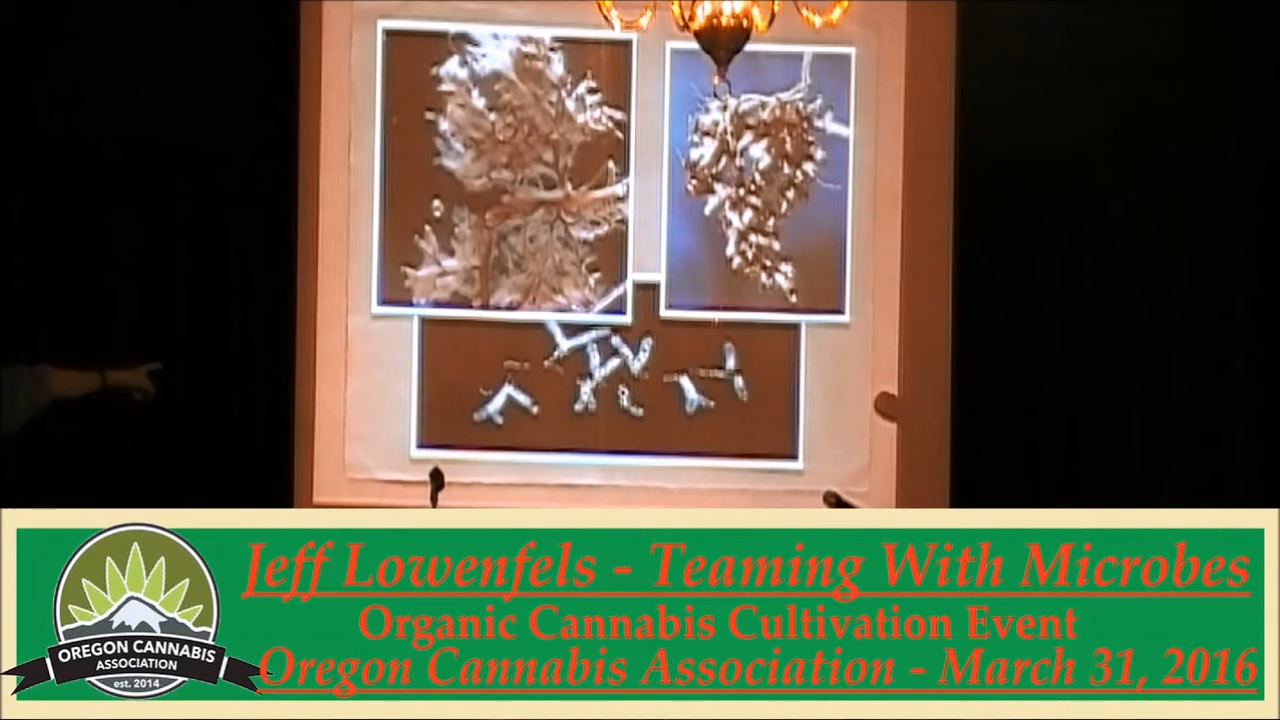 Jeff Lowenfels - Teaming With Microbes
Organic Cannabis Cultivation Event
Oregon Cannabis Association - March 31, 2016
OREGON CANNABIS
ASSOCIATION
est. 2014